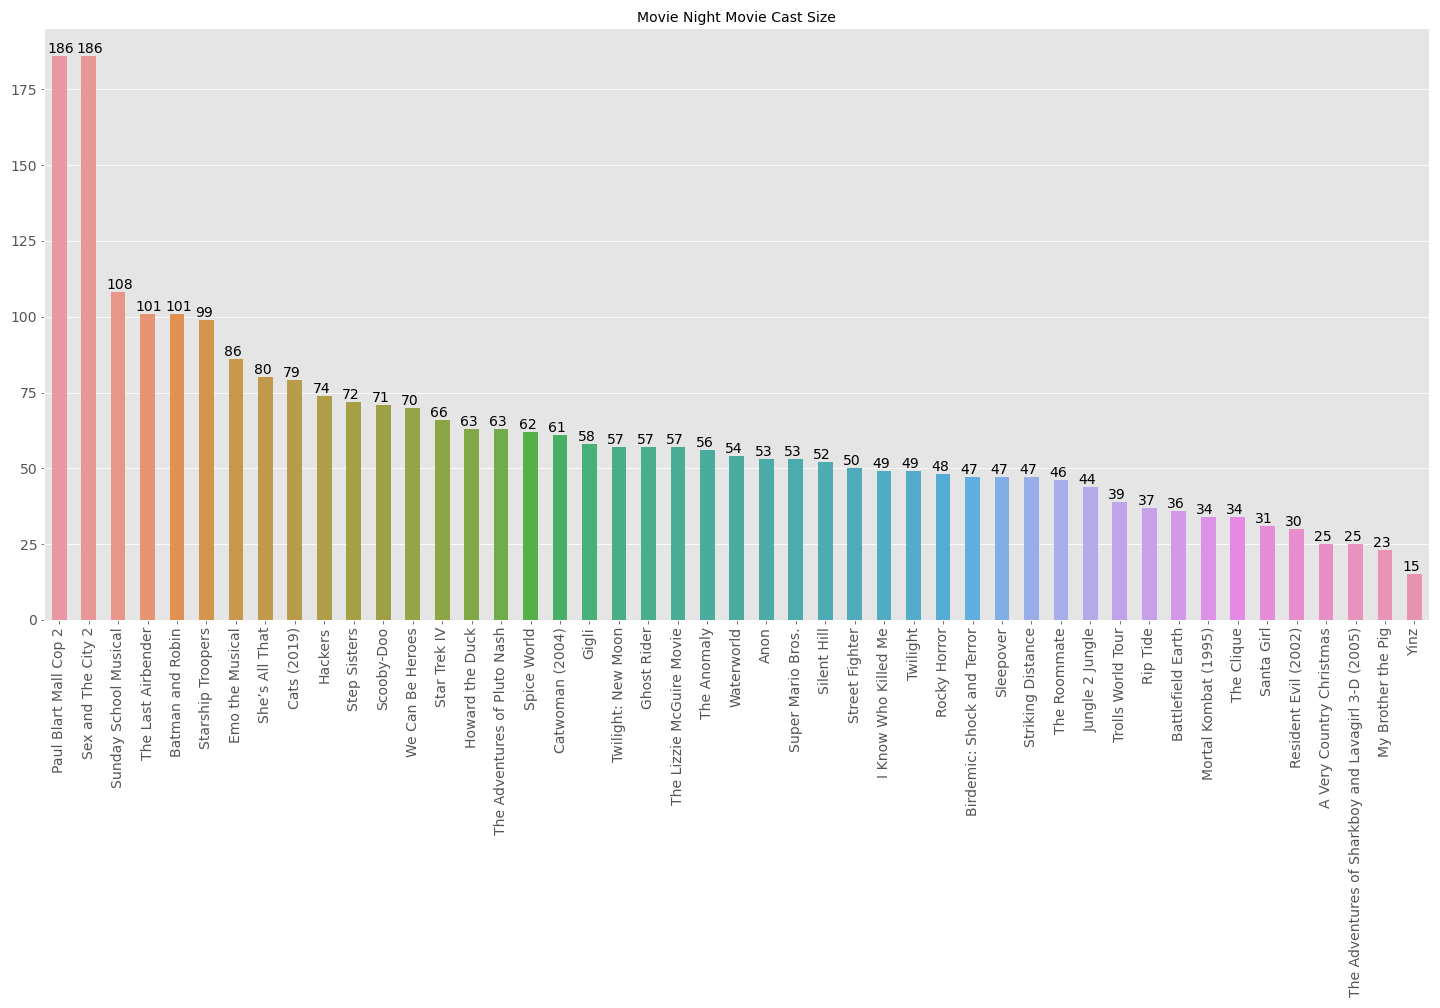 Movie Night Movie Cast Size
175
150
125
100
75
50
25
0
186
186
108
101
101
99
86
80
79
74
72
71
70
66
63
63
62
61
58
57
57
57
56
54
53
53
52
50
49
49
48
47
47
47
46
44
39
37
36
34
34
31
30
25
25
23
15
Paul Blart Mall Cop 2
Sex and The City 2
Sunday School Musical
The Last Airbender
Batman and Robin
Starship Troopers
Emo the Musical
She’s All That
Cats (2019)
Hackers
Step Sisters
Scooby-Doo
We Can Be Heroes
Star Trek IV
Howard the Duck
The Adventures of Pluto Nash
Spice World
Catwoman (2004)
Gigli
Twilight: New Moon
Ghost Rider
The Lizzie McGuire Movie
The Anomaly
Waterworld
Anon
Super Mario Bros.
Silent Hill
Street Fighter
I Know Who Killed Me
Twilight
Rocky Horror
Birdemic: Shock and Terror
Sleepover
Striking Distance
The Roommate
Jungle 2 Jungle
Trolls World Tour
Rip Tide
Battlefield Earth
Mortal Kombat (1995)
The Clique
Santa Girl
Resident Evil (2002)
A Very Country Christmas
The Adventures of Sharkboy and Lavagirl 3-D (2005)
My Brother the Pig
Yinz